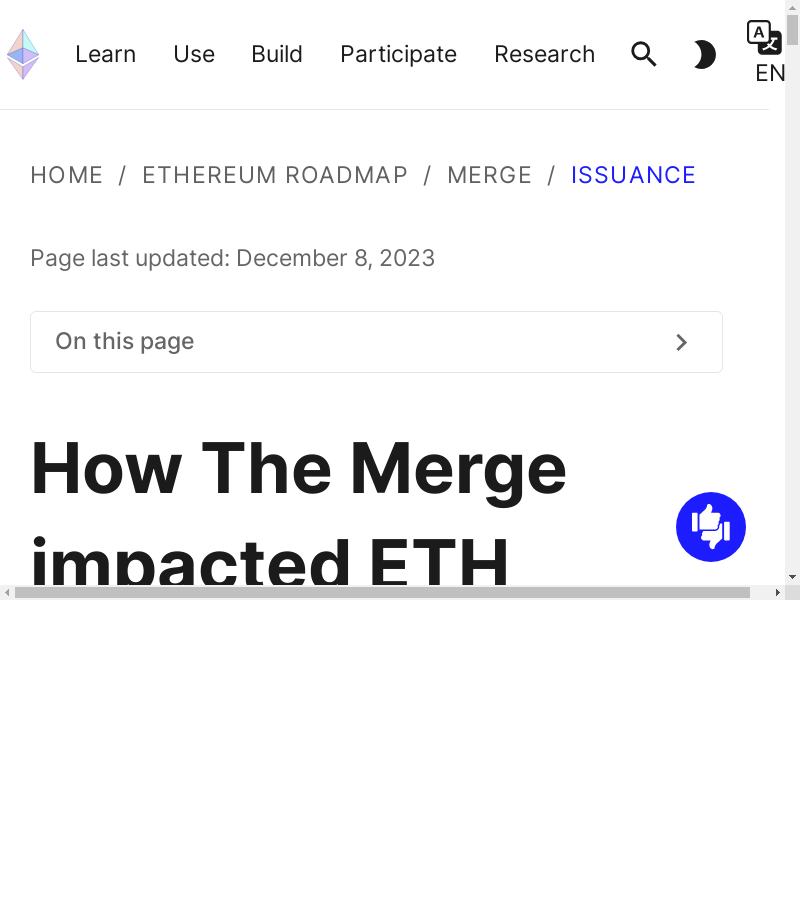 Learn Use Build Participate Research A 文 EN
HOME / ETHEREUM ROADMAP / MERGE / ISSUANCE
Page last updated: December 8, 2023
On this page
How The Merge
impacted ETH